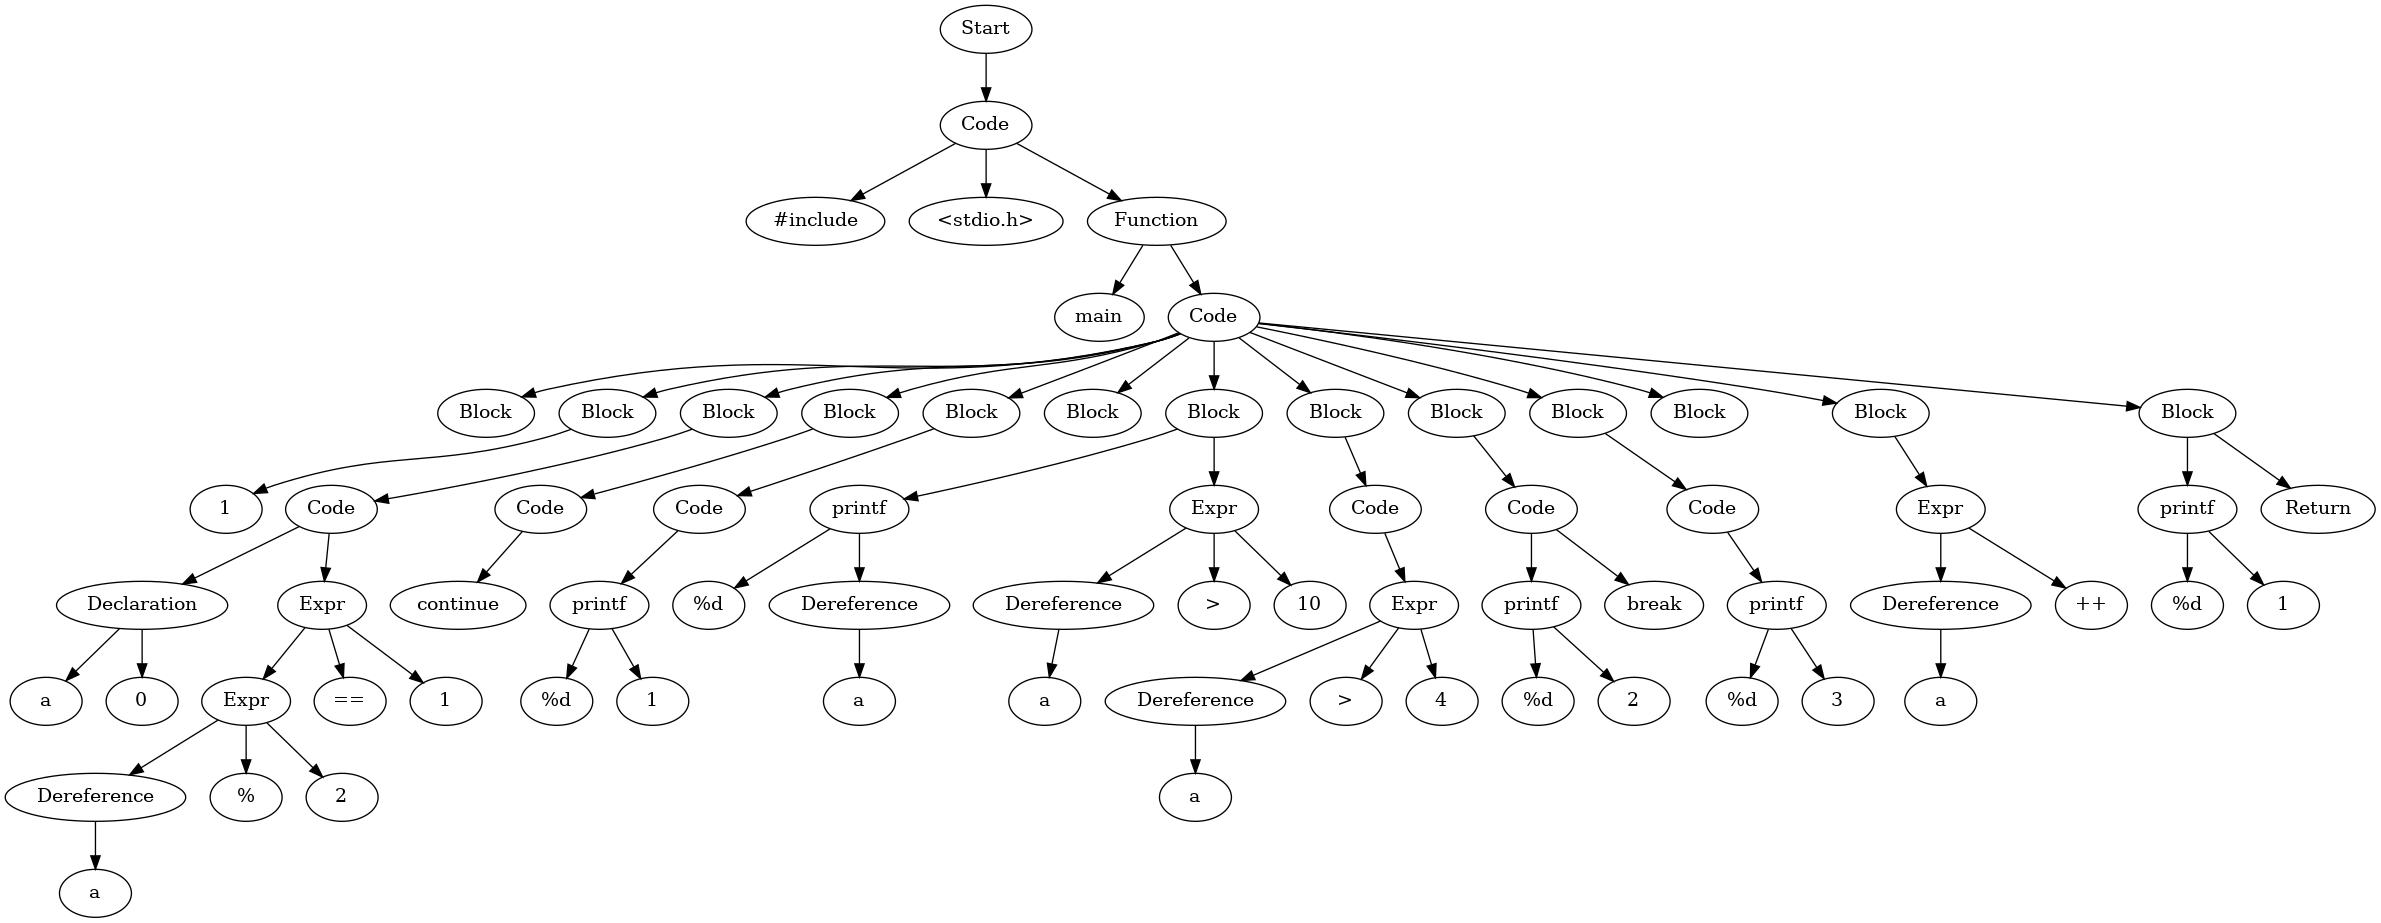 Start
Code
#include <stdio.h> Function
main Code
Block Block Block Block Block Block Block Block Block Block Block Block Block
1 Code Code Code printf Expr Code Code Code Expr printf Return
Declaration Expr continue printf %d Dereference Dereference > 10 Expr printf break printf Dereference ++ %d 1
a 0 Expr == 1 %d 1 a a Dereference > 4 %d 2 %d 3 a
Dereference % 2 a
a